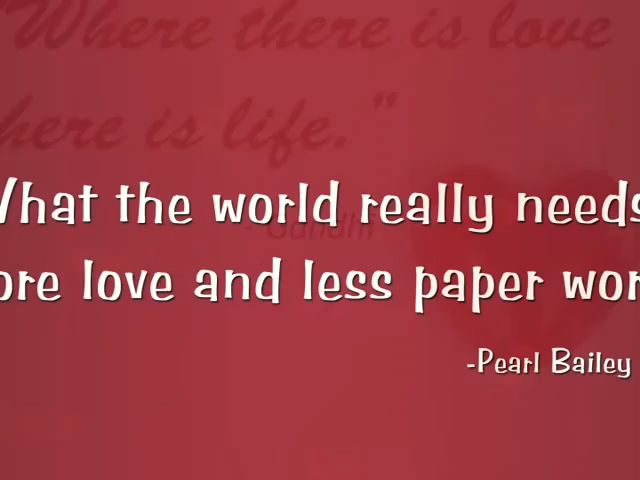 "Where there is love
here is life."
- Gandhi
What the world really needs
ore love and less paper wor
-Pearl Bailey